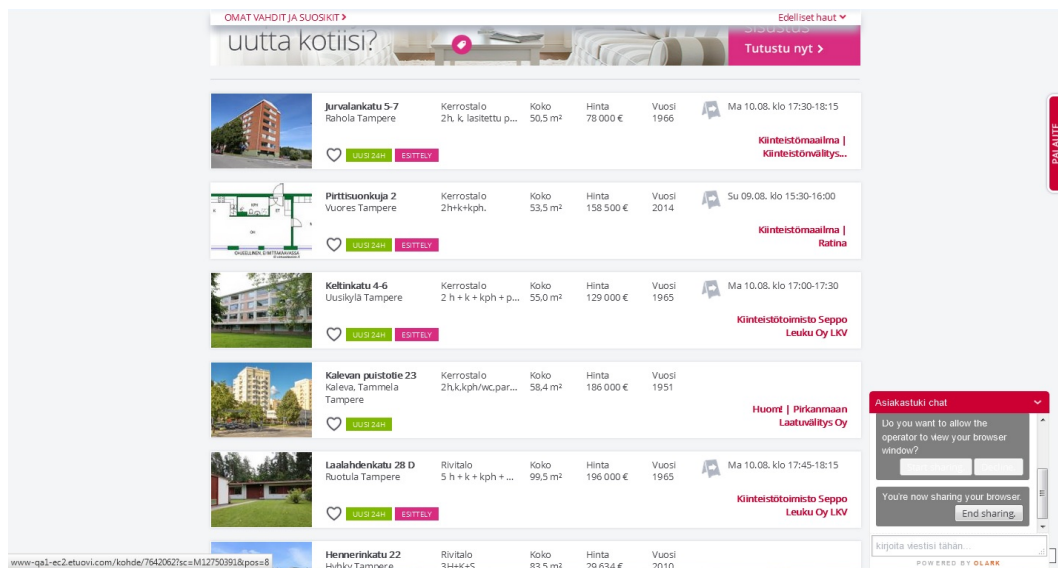 OMAT VAHDIT JA SUOSIKIT
Edelliset haut
uutta kotiisi?
sisustus
Tutustu nyt
PALAUTE
Jurvalankatu 5-7 Kerrostalo Koko Hinta Vuosi Ma 10.08. klo 17:30-18:15
Rahola Tampere 2h, k, lasitettu p... 50,5 m² 78 000 € 1966
Kiinteistömaailma |
UUSI 24H ESITTELY Kiinteistönvälitys...
Pirttisuonkuja 2 Kerrostalo Koko Hinta Vuosi Su 09.08. klo 15:30-16:00
Vuores Tampere 2h+k+kph. 53,5 m² 158 500 € 2014
Kiinteistömaailma |
UUSI 24H ESITTELY Ratina
Keltinkatu 4-6 Kerrostalo Koko Hinta Vuosi Ma 10.08. klo 17:00-17:30
Uusikylä Tampere 2 h + k + kph + p... 55,0 m² 129 000 € 1965
Kiinteistötoimisto Seppo
UUSI 24H ESITTELY Leuku Oy LKV
Kalevan puistotie 23 Kerrostalo Koko Hinta Vuosi
Kaleva, Tammela 2h,k,kph/wc,par... 58,4 m² 186 000 € 1951
Tampere
Huom! | Pirkanmaan
UUSI 24H Laatuvälitys Oy
Laalahdenkatu 28 D Rivitalo Koko Hinta Vuosi Ma 10.08. klo 17:45-18:15
Ruotula Tampere 5 h + k + kph + ... 99,5 m² 196 000 € 1965
Kiinteistötoimisto Seppo
UUSI 24H ESITTELY Leuku Oy LKV
Hennerinkatu 22 Rivitalo Koko Hinta Vuosi
Hyhky Tampere 3H+K+S 83,5 m² 29 634 € 2010
www-qa1-ec2.etuovi.com/kohde/7642062?sc=M127503918&pos=8
Asiakastuki chat
Do you want to allow the
operator to view your browser
window?
You're now sharing your browser.
End sharing.
kirjoita viestisi tähän...
POWERED BY OLARK